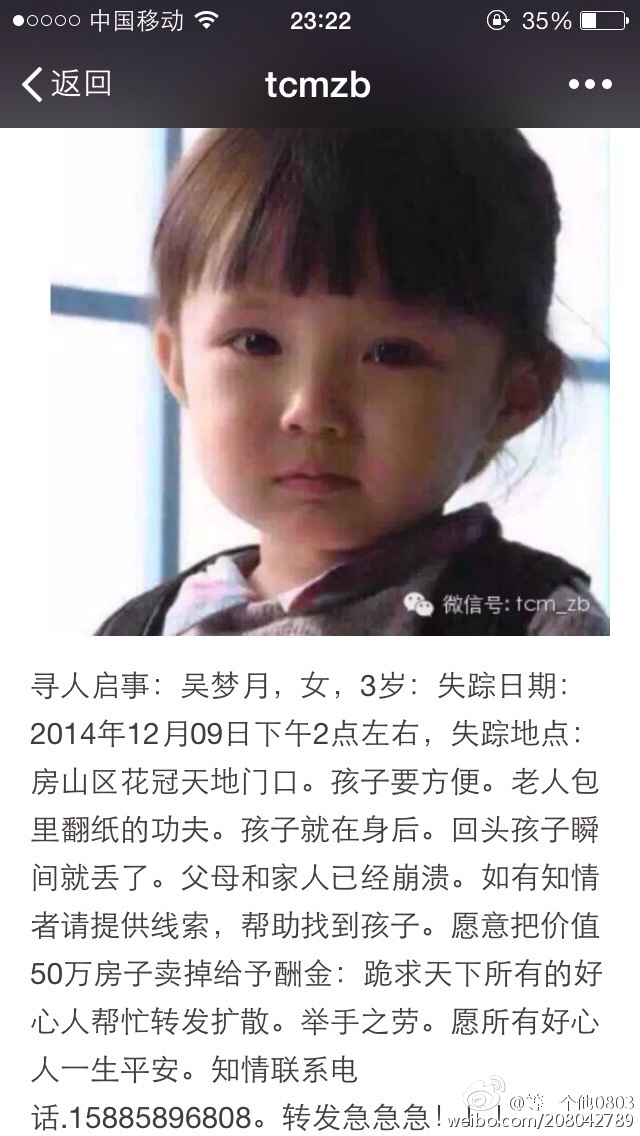 中国移动 23:22 35%
返回 tcmzb
微信号: tcm_zb
寻人启事：吴梦月，女，3岁：失踪日期：
2014年12月09日下午2点左右，失踪地点：
房山区花冠天地门口。孩子要方便。老人包
里翻纸的功夫。孩子就在身后。回头孩子瞬
间就丢了。父母和家人已经崩溃。如有知情
者请提供线索，帮助找到孩子。愿意把价值
50万房子卖掉给予酬金：跪求天下所有的好
心人帮忙转发扩散。举手之劳。愿所有好心
人一生平安。知情联系电
话.15885896808。转发急急急！！！
@等一个他0803
weibo.com/208042789